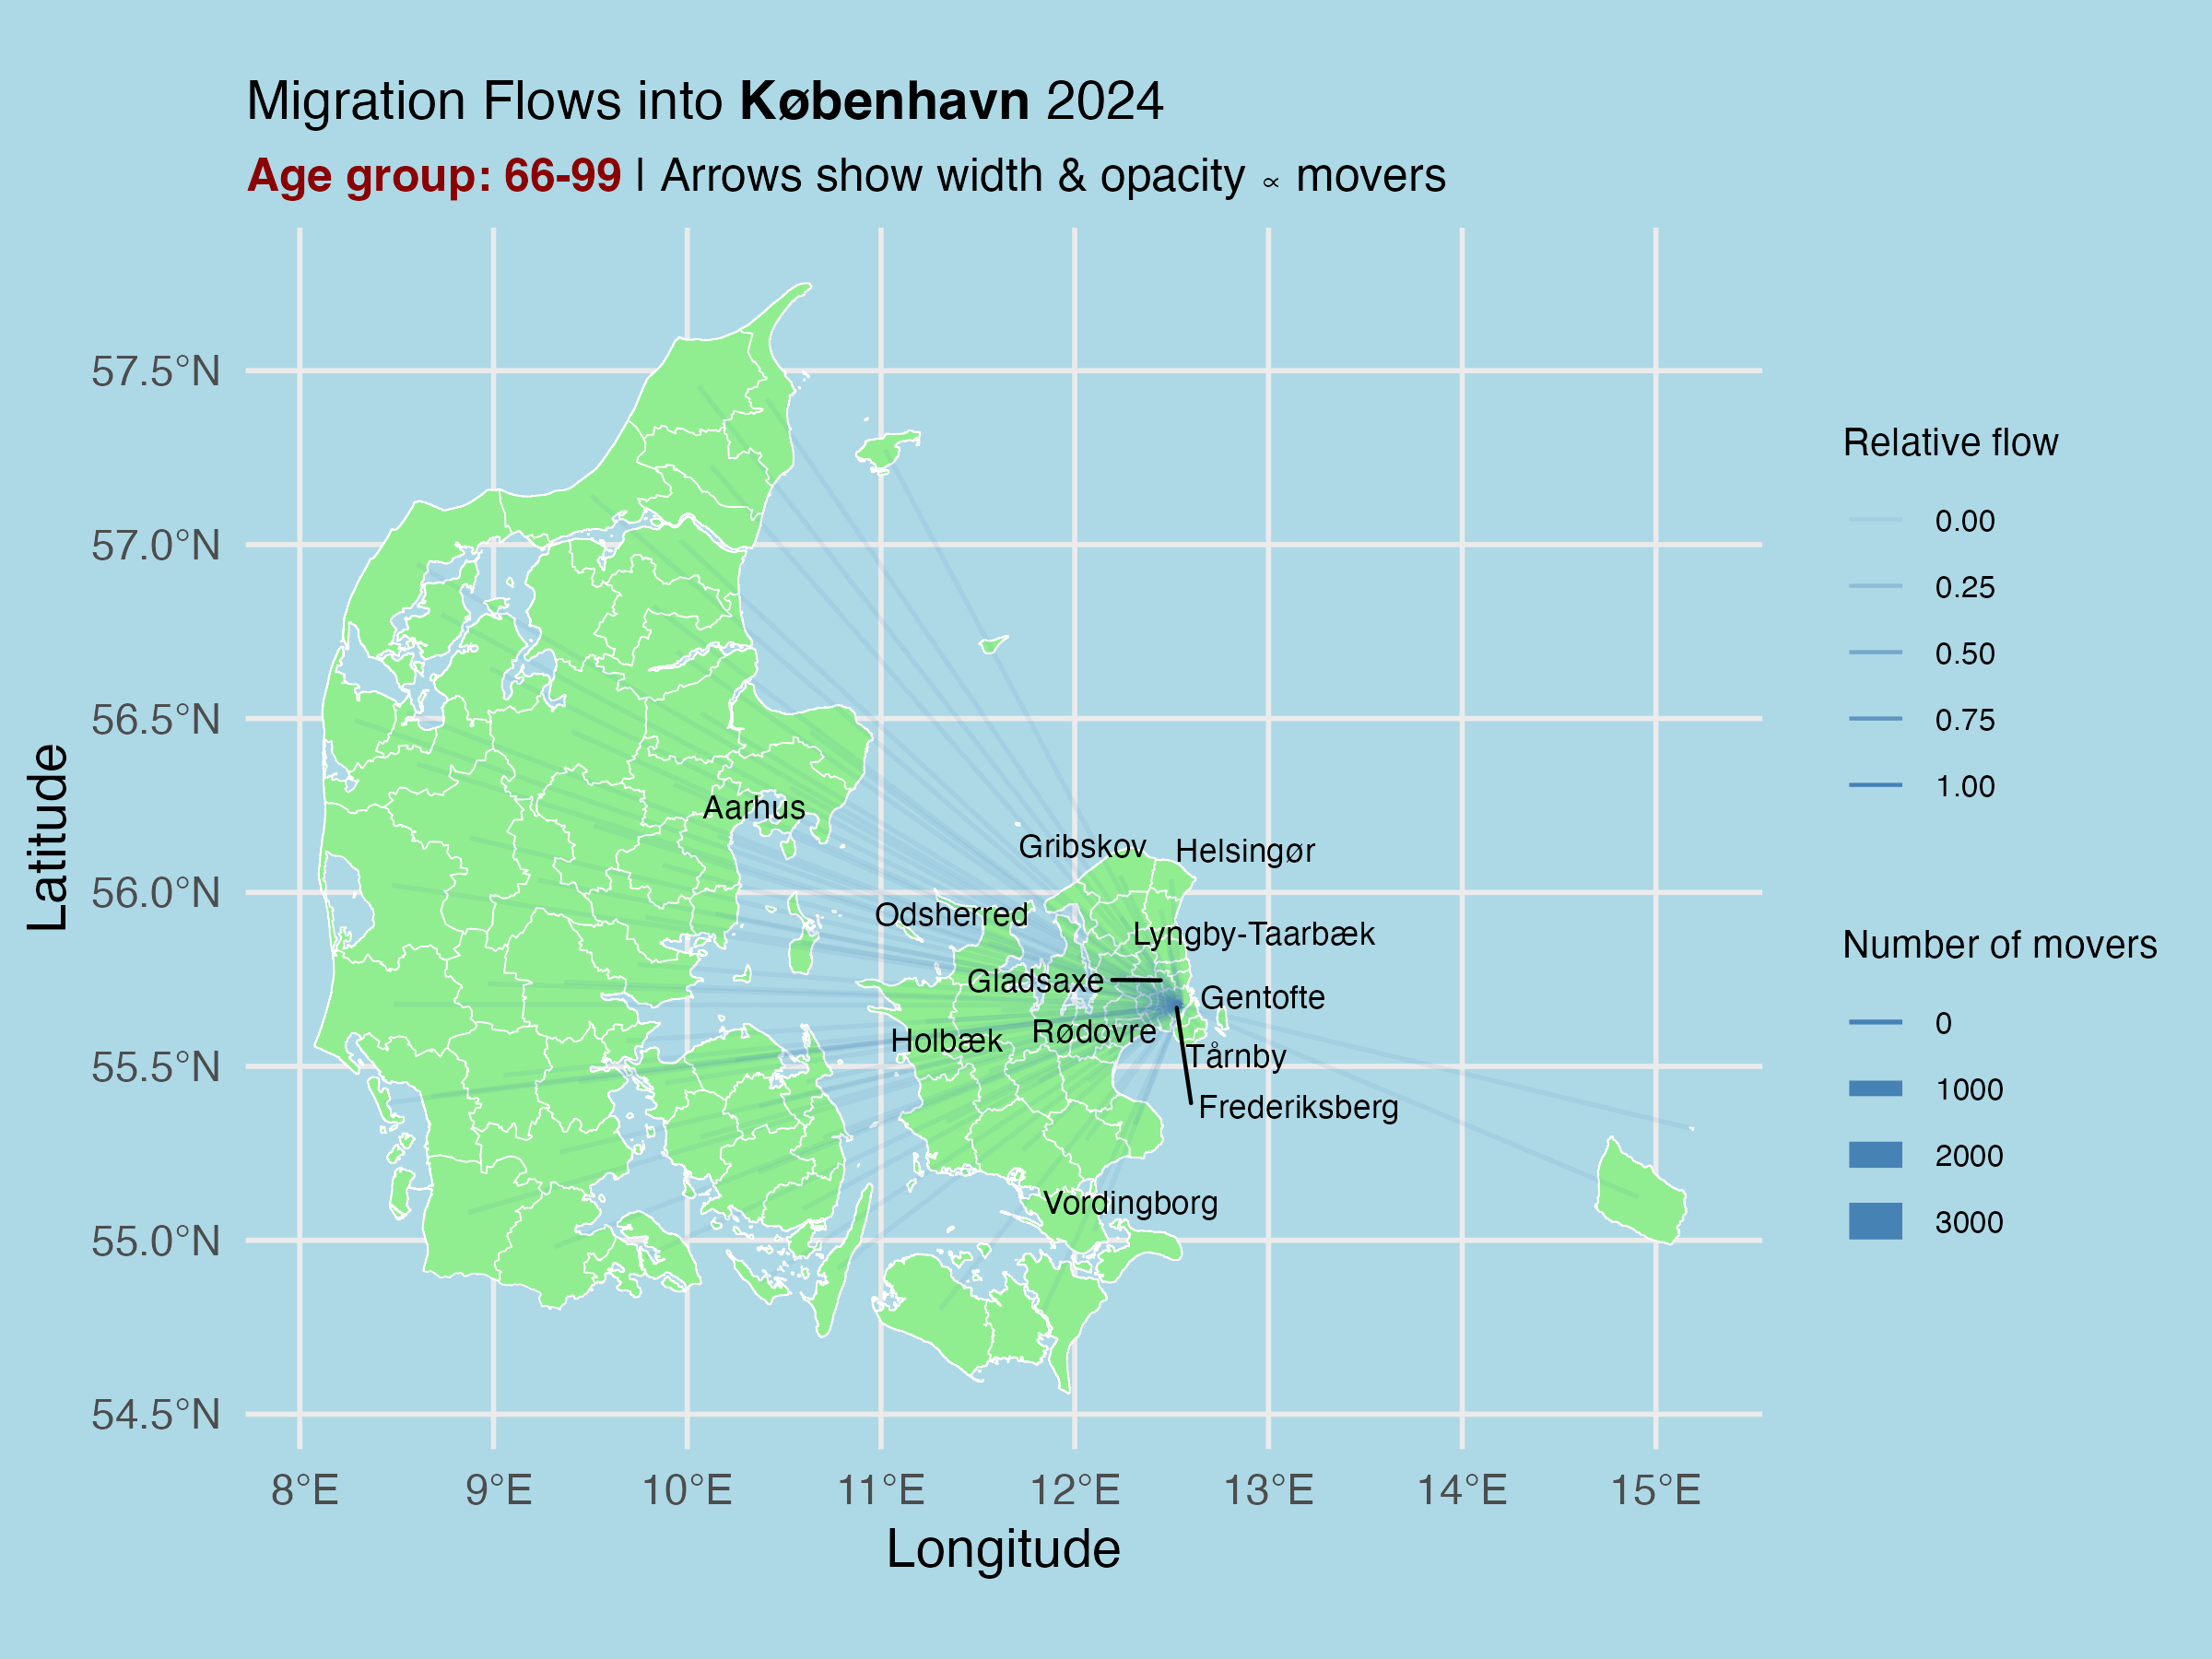 Migration Flows into København 2024
Age group: 66-99 | Arrows show width & opacity ∝ movers
57.5°N
57.0°N
56.5°N
56.0°N
55.5°N
55.0°N
54.5°N
Latitude
8°E 9°E 10°E 11°E 12°E 13°E 14°E 15°E
Longitude
Aarhus
Gribskov
Helsingør
Odsherred
Lyngby-Taarbæk
Gladsaxe
Gentofte
Rødovre
Holbæk
Tårnby
Frederiksberg
Vordingborg
Relative flow
0.00
0.25
0.50
0.75
1.00
Number of movers
0
1000
2000
3000